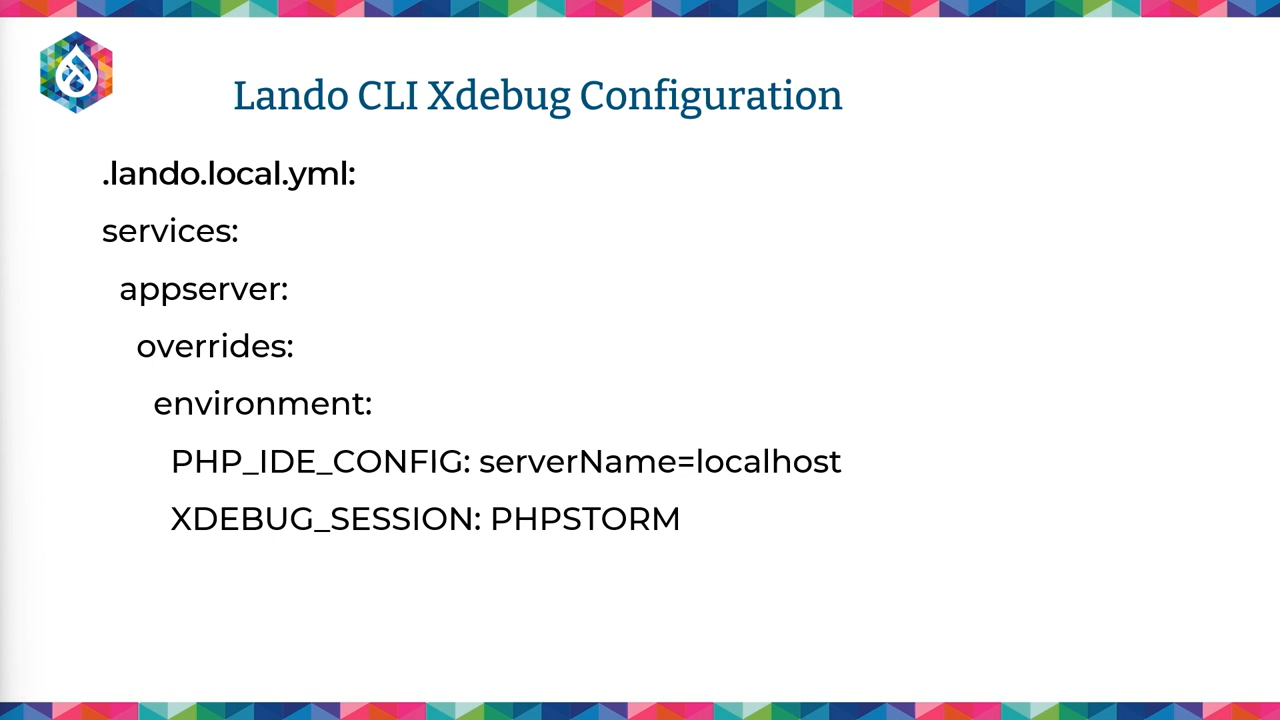 Lando CLI Xdebug Configuration
.lando.local.yml:
services:
  appserver:
    overrides:
      environment:
        PHP_IDE_CONFIG: serverName=localhost
        XDEBUG_SESSION: PHPSTORM